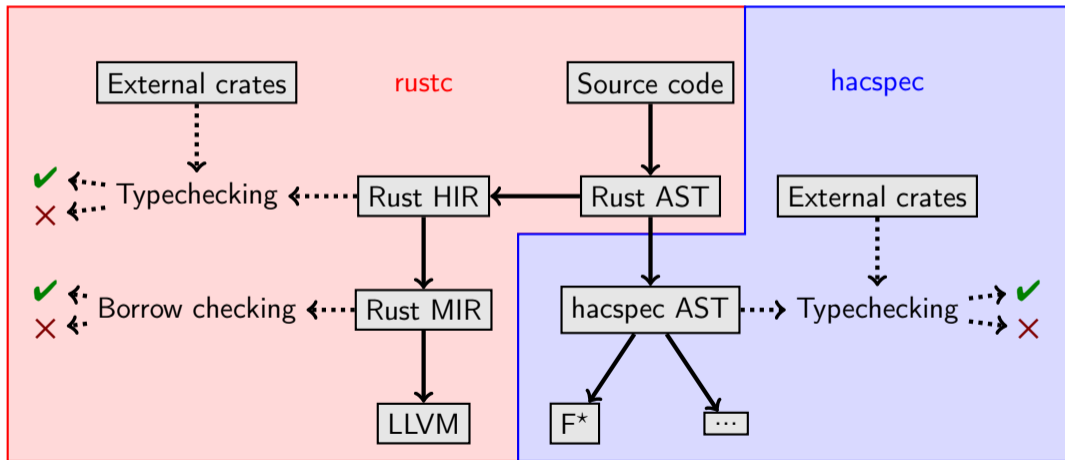 External crates
rustc
Source code
hacspec
✔
Typechecking
Rust HIR
Rust AST
External crates
×
✔
Borrow checking
Rust MIR
hacspec AST
Typechecking
✔
×
×
LLVM
F*
...